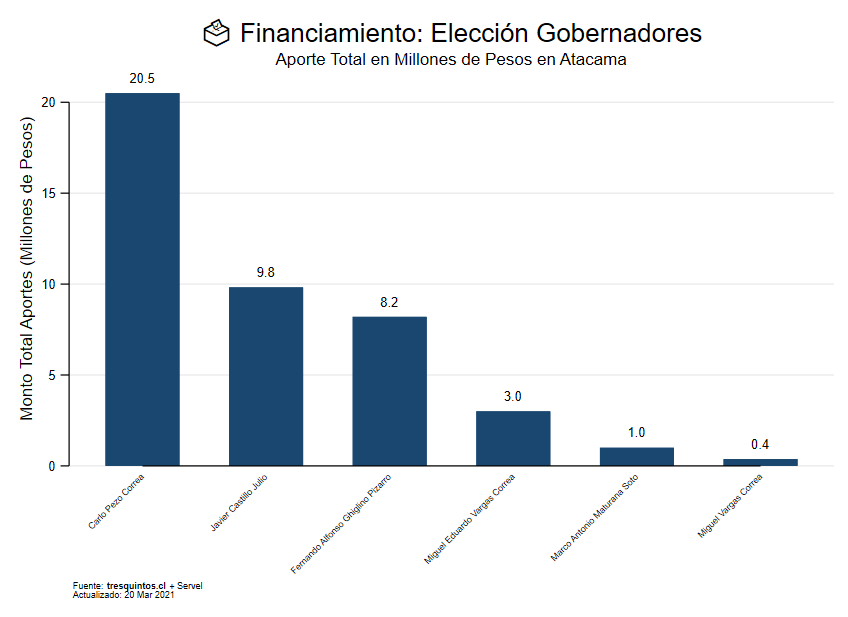 Financiamiento: Elección Gobernadores
Aporte Total en Millones de Pesos en Atacama
Monto Total Aportes (Millones de Pesos)
20
15
10
5
0
20.5
9.8
8.2
3.0
1.0
0.4
Carlo Pezo Correa
Javier Castillo Julio
Fernando Alfonso Ghiglino Pizarro
Miguel Eduardo Vargas Correa
Marco Antonio Maturana Soto
Miguel Vargas Correa
Fuente: tresquintos.cl + Servel
Actualizado: 20 Mar 2021